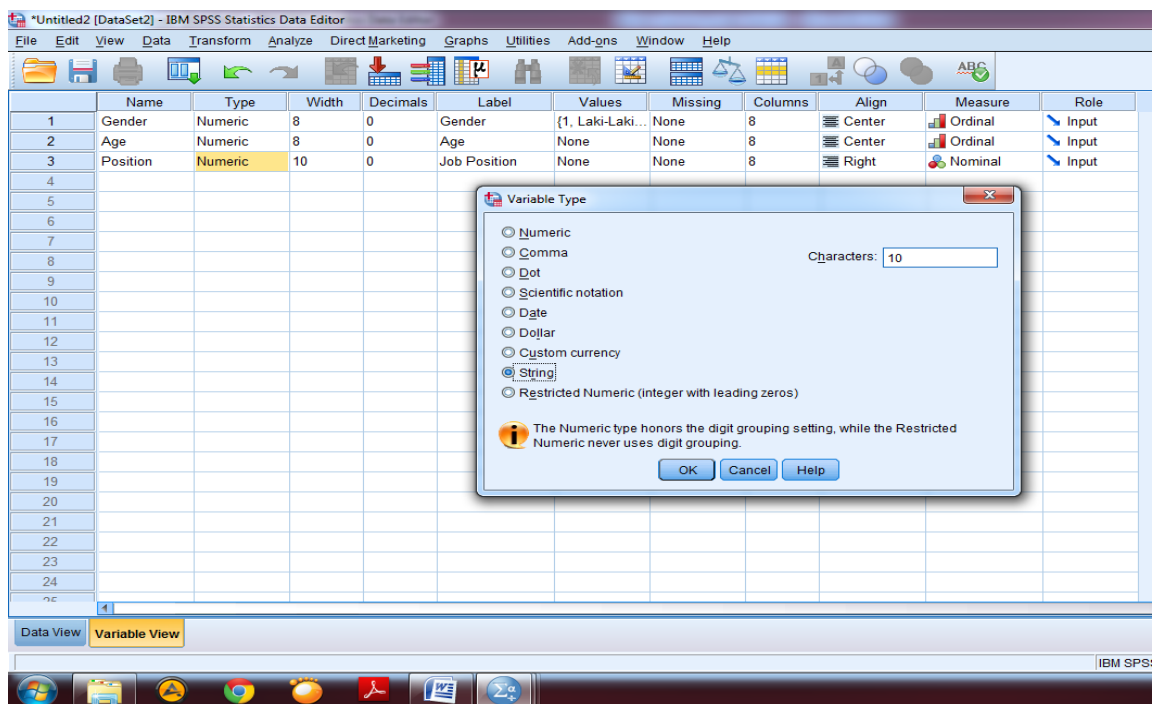 *Untitled2 [DataSet2] - IBM SPSS Statistics Data Editor
File Edit View Data Transform Analyze Direct Marketing Graphs Utilities Add-ons Window Help
Name Type Width Decimals Label Values Missing Columns Align Measure Role
1 Gender Numeric 8 0 Gender {1, Laki-Laki... None 8 Center Ordinal Input
2 Age Numeric 8 0 Age None None 8 Center Ordinal Input
3 Position Numeric 10 0 Job Position None None 8 Right Nominal Input
4
5
6
7
8
9
10
11
12
13
14
15
16
17
18
19
20
21
22
23
24
25
Variable Type
Numeric
Comma
Dot
Scientific notation
Date
Dollar
Custom currency
String
Restricted Numeric (integer with leading zeros)
Characters: 10
The Numeric type honors the digit grouping setting, while the Restricted
Numeric never uses digit grouping.
OK Cancel Help
Data View Variable View
IBM SPS